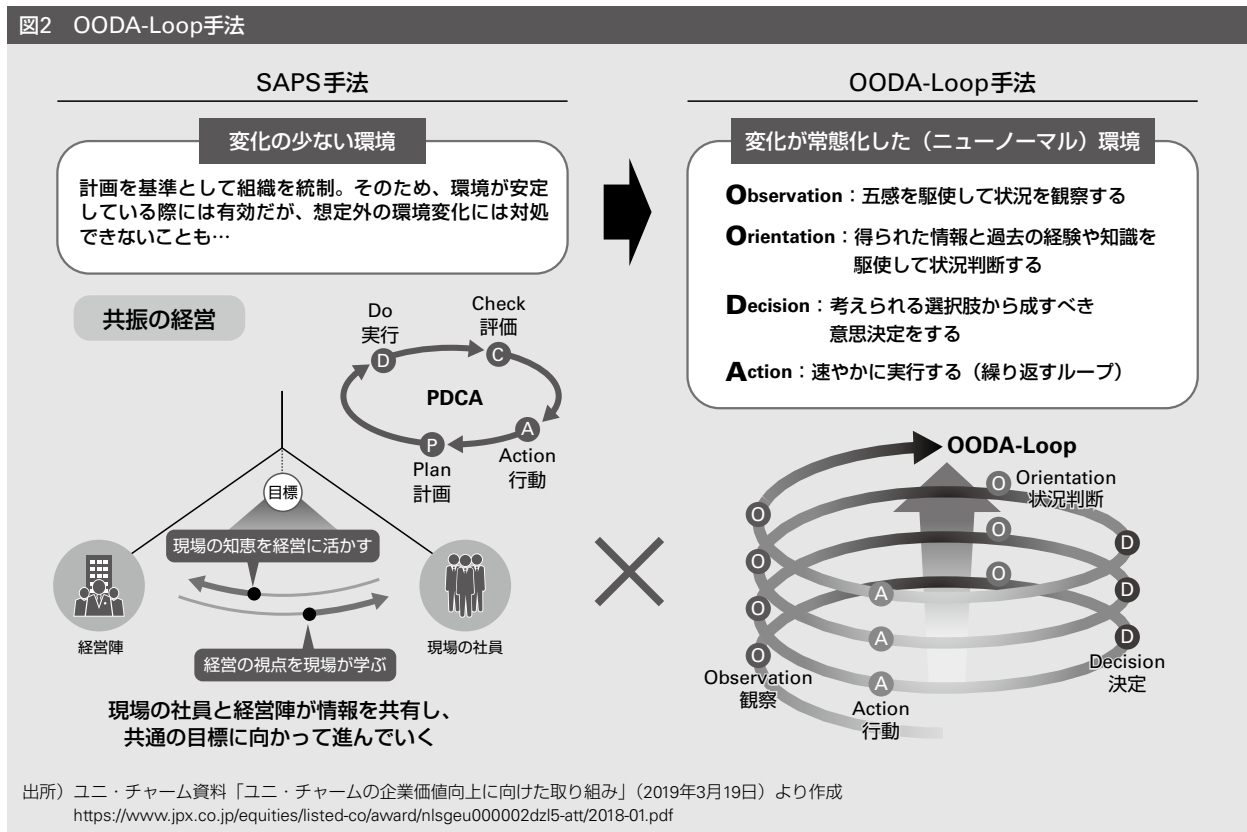 図2 OODA-Loop手法
SAPS手法
変化の少ない環境
計画を基準として組織を統制。そのため、環境が安定
している際には有効だが、想定外の環境変化には対処
できないことも…
共振の経営
Do
実行
Check
評価
D
C
PDCA
P
A
Plan
計画
Action
行動
目標
現場の知恵を経営に活かす
経営陣
現場の社員
経営の視点を現場が学ぶ
現場の社員と経営陣が情報を共有し、
共通の目標に向かって進んでいく
OODA-Loop手法
変化が常態化した（ニューノーマル）環境
Observation：五感を駆使して状況を観察する
Orientation：得られた情報と過去の経験や知識を
駆使して状況判断する
Decision：考えられる選択肢から成すべき
意思決定をする
Action：速やかに実行する（繰り返すループ）
OODA-Loop
O
Orientation
状況判断
O
O
D
O
O
A
D
O
A
D
O
A
Observation
観察
Decision
決定
Action
行動
出所）ユニ・チャーム資料「ユニ・チャームの企業価値向上に向けた取り組み」（2019年3月19日）より作成
https://www.jpx.co.jp/equities/listed-co/award/nlsgeu000002dzl5-att/2018-01.pdf